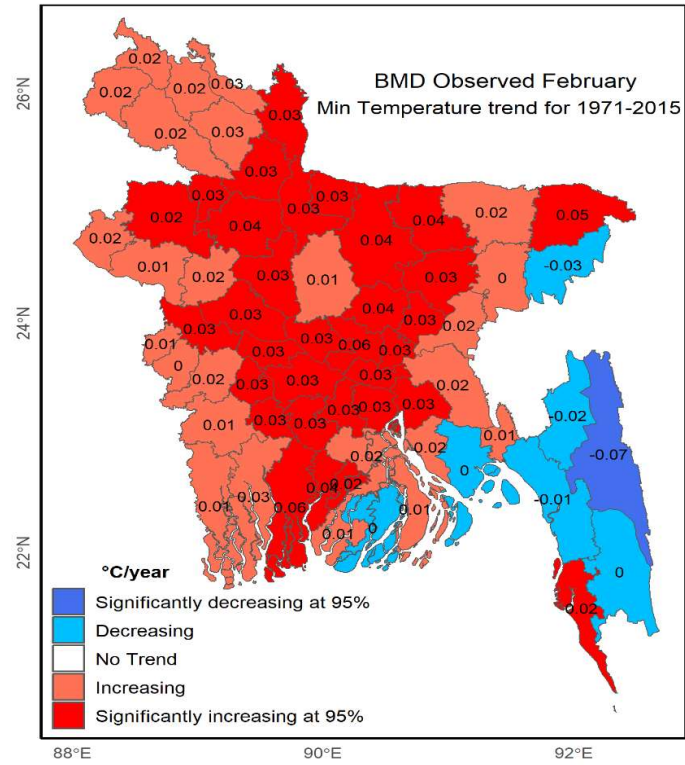 BMD Observed February
Min Temperature trend for 1971-2015
26°N
24°N
22°N
0.02
0.02 0.02 0.03
0.02 0.03 0.03
0.03
0.02 0.03 0.03 0.03
0.04 0.04 0.04 0.02 0.05
0.02 0.01 0.02 0.03 0.01 0.03 0 -0.03
0.03 0.03 0.04 0.03 0.02
0.01 0.03 0.03 0.06 0.03
0 0.02 0.03 0.03 0.03 0.02
0.01 0.03 0.03 0.03 0.03 0.03 -0.02
0.02 0.02 0.01
0 -0.07
0.01 0.03 0.06 0.04 0.02 0.01 -0.01
0.01 0
0
0.02
°C/year
Significantly decreasing at 95%
Decreasing
No Trend
Increasing
Significantly increasing at 95%
88°E 90°E 92°E